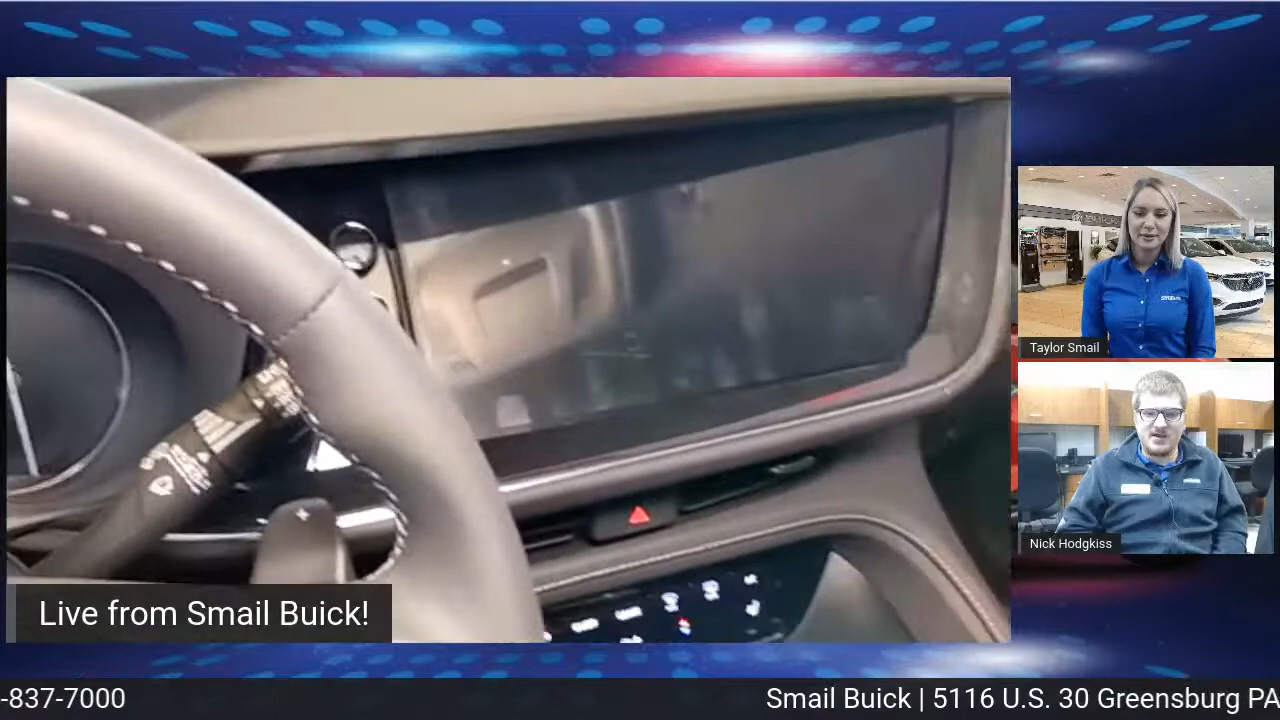 Taylor Smail
Nick Hodgkiss
Live from Smail Buick!
-837-7000
Smail Buick | 5116 U.S. 30 Greensburg PA